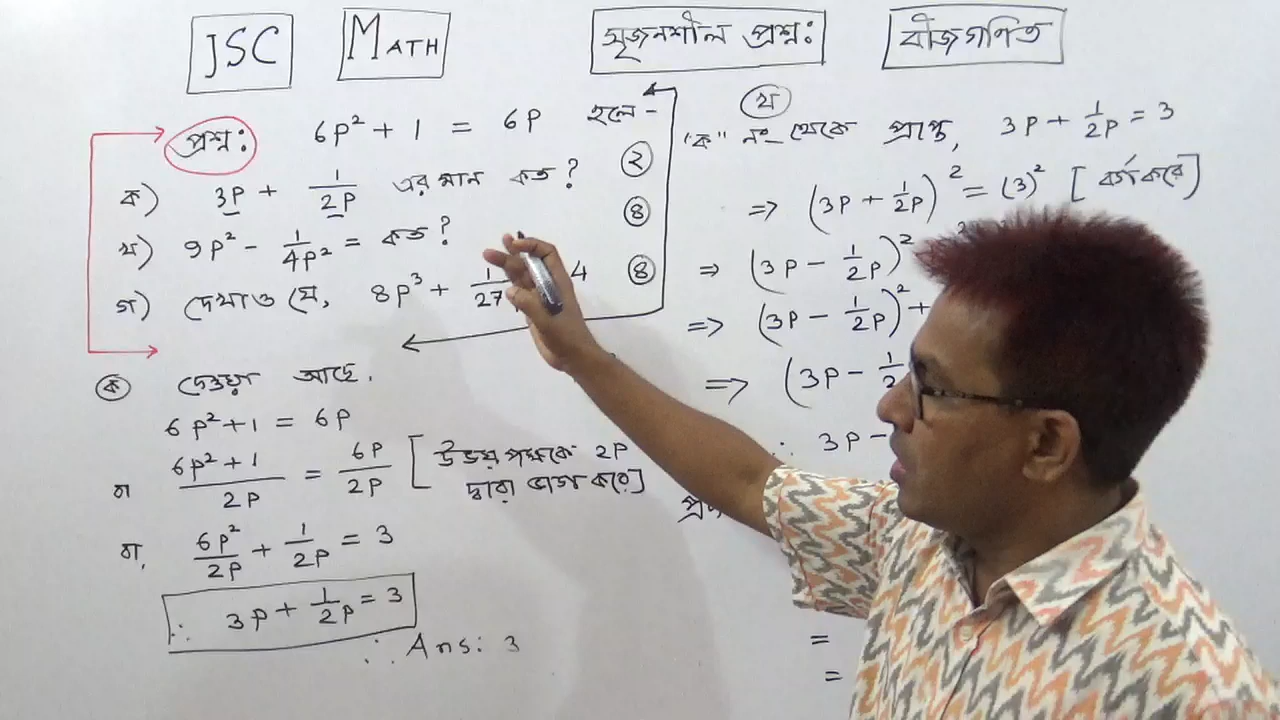 JSC MATH সৃজনশীল প্রশ্নঃ বীজগণিত
প্রশ্নঃ 6p² + 1 = 6p হলে -
ক) 3p + 1/2p এর মান কত? ২
খ) 9p² - 1/4p² = কত? ৪
গ) দেখাও যে, 8p³ + 1/27 4 ৪
ক দেওয়া আছে,
6p² + 1 = 6p
বা 6p² + 1/2p = 6p/2p [উভয় পক্ষকে 2p
দ্বারা ভাগ করে]
বা, 6p²/2p + 1/2p = 3
∴ 3p + 1/2p = 3
∴ Ans: 3
খ
"ক" নং থেকে প্রাপ্ত, 3p + 1/2p = 3
⇒ (3p + 1/2p)² = (3)² [বর্গ করে]
⇒ (3p - 1/2p)²
⇒ (3p - 1/2p)² +
⇒ (3p - 1/2
∴ 3p -
=
=